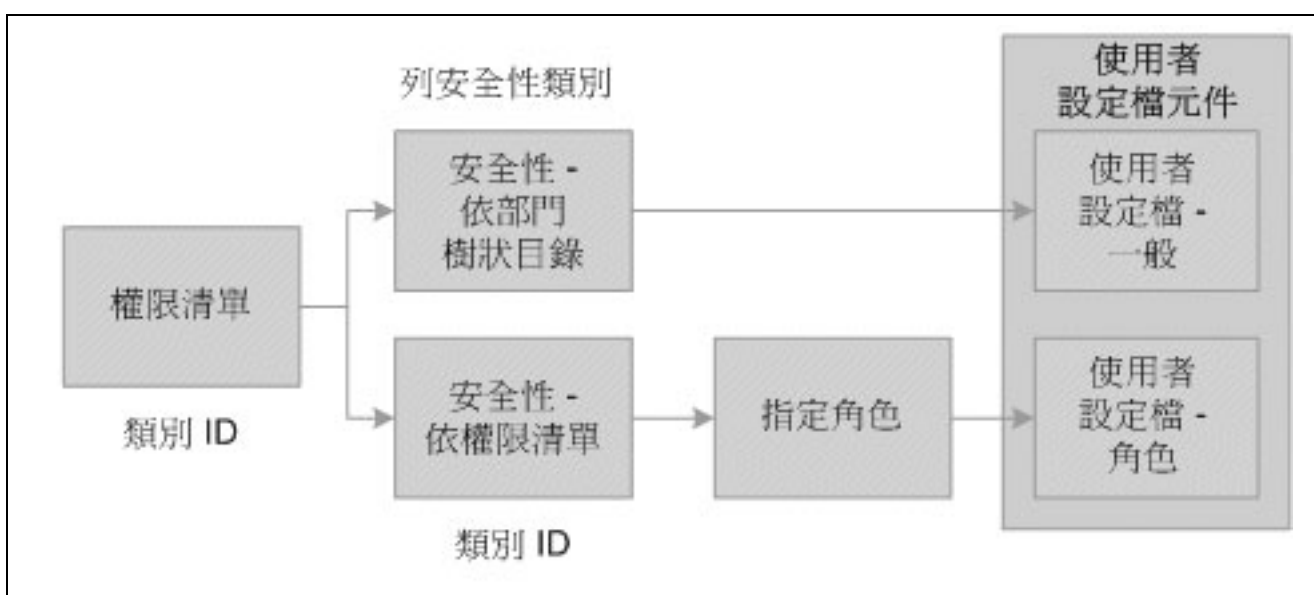 列安全性類別
使用者
設定檔元件
安全性 -
依部門
樹狀目錄
使用者
設定檔 -
一般
權限清單
類別 ID
安全性 -
依權限清單
類別 ID
指定角色
使用者
設定檔 -
角色